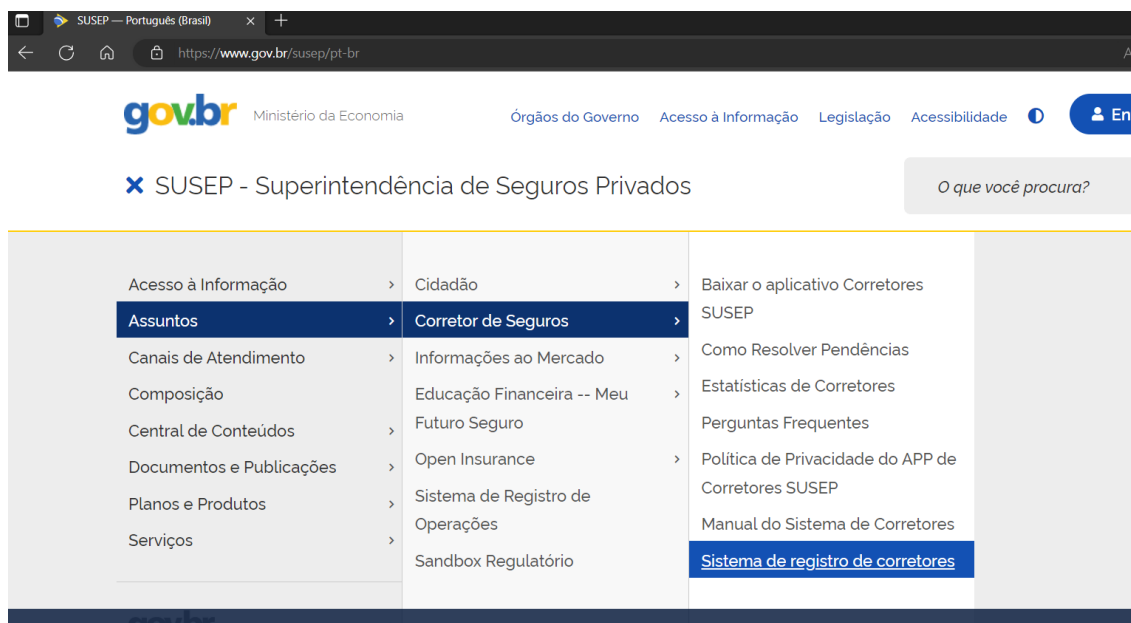 SUSEP — Português (Brasil)
https://www.gov.br/susep/pt-br
gov.br
Ministério da Economia
Órgãos do Governo
Acesso à Informação
Legislação
Acessibilidade
En
SUSEP - Superintendência de Seguros Privados
O que você procura?
Acesso à Informação
Assuntos
Canais de Atendimento
Composição
Central de Conteúdos
Documentos e Publicações
Planos e Produtos
Serviços
Cidadão
Corretor de Seguros
Informações ao Mercado
Educação Financeira -- Meu
Futuro Seguro
Open Insurance
Sistema de Registro de
Operações
Sandbox Regulatório
Baixar o aplicativo Corretores
SUSEP
Como Resolver Pendências
Estatísticas de Corretores
Perguntas Frequentes
Política de Privacidade do APP de
Corretores SUSEP
Manual do Sistema de Corretores
Sistema de registro de corretores